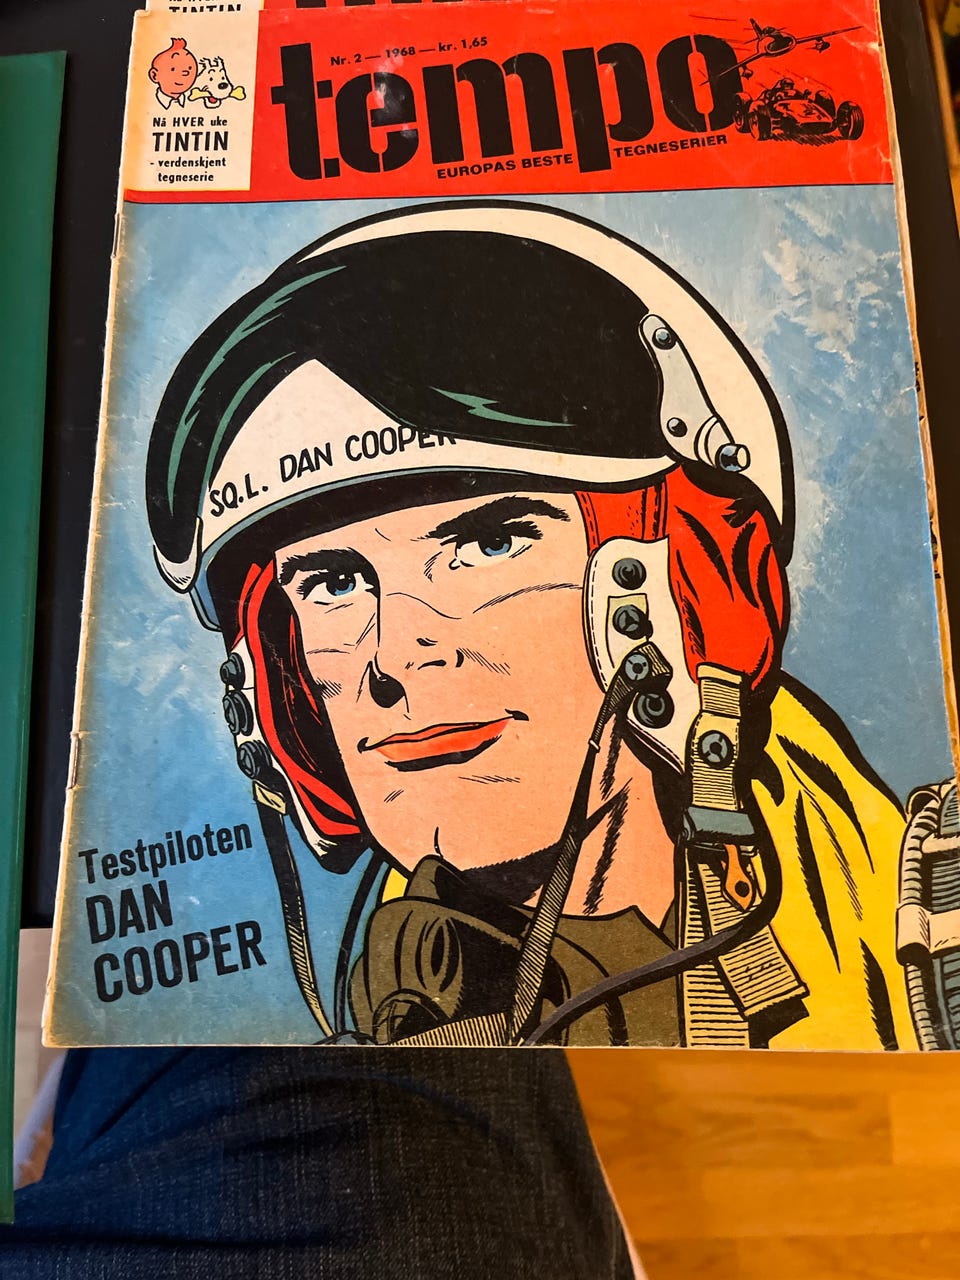 TINTIN
Nå HVER uke
TINTIN
- verdenskjent
tegneserie
Nr. 2 — 1968 — kr. 1,65
tempo
EUROPAS BESTE TEGNESERIER
SQ.L. DAN COOPER
Testpiloten
DAN
COOPER